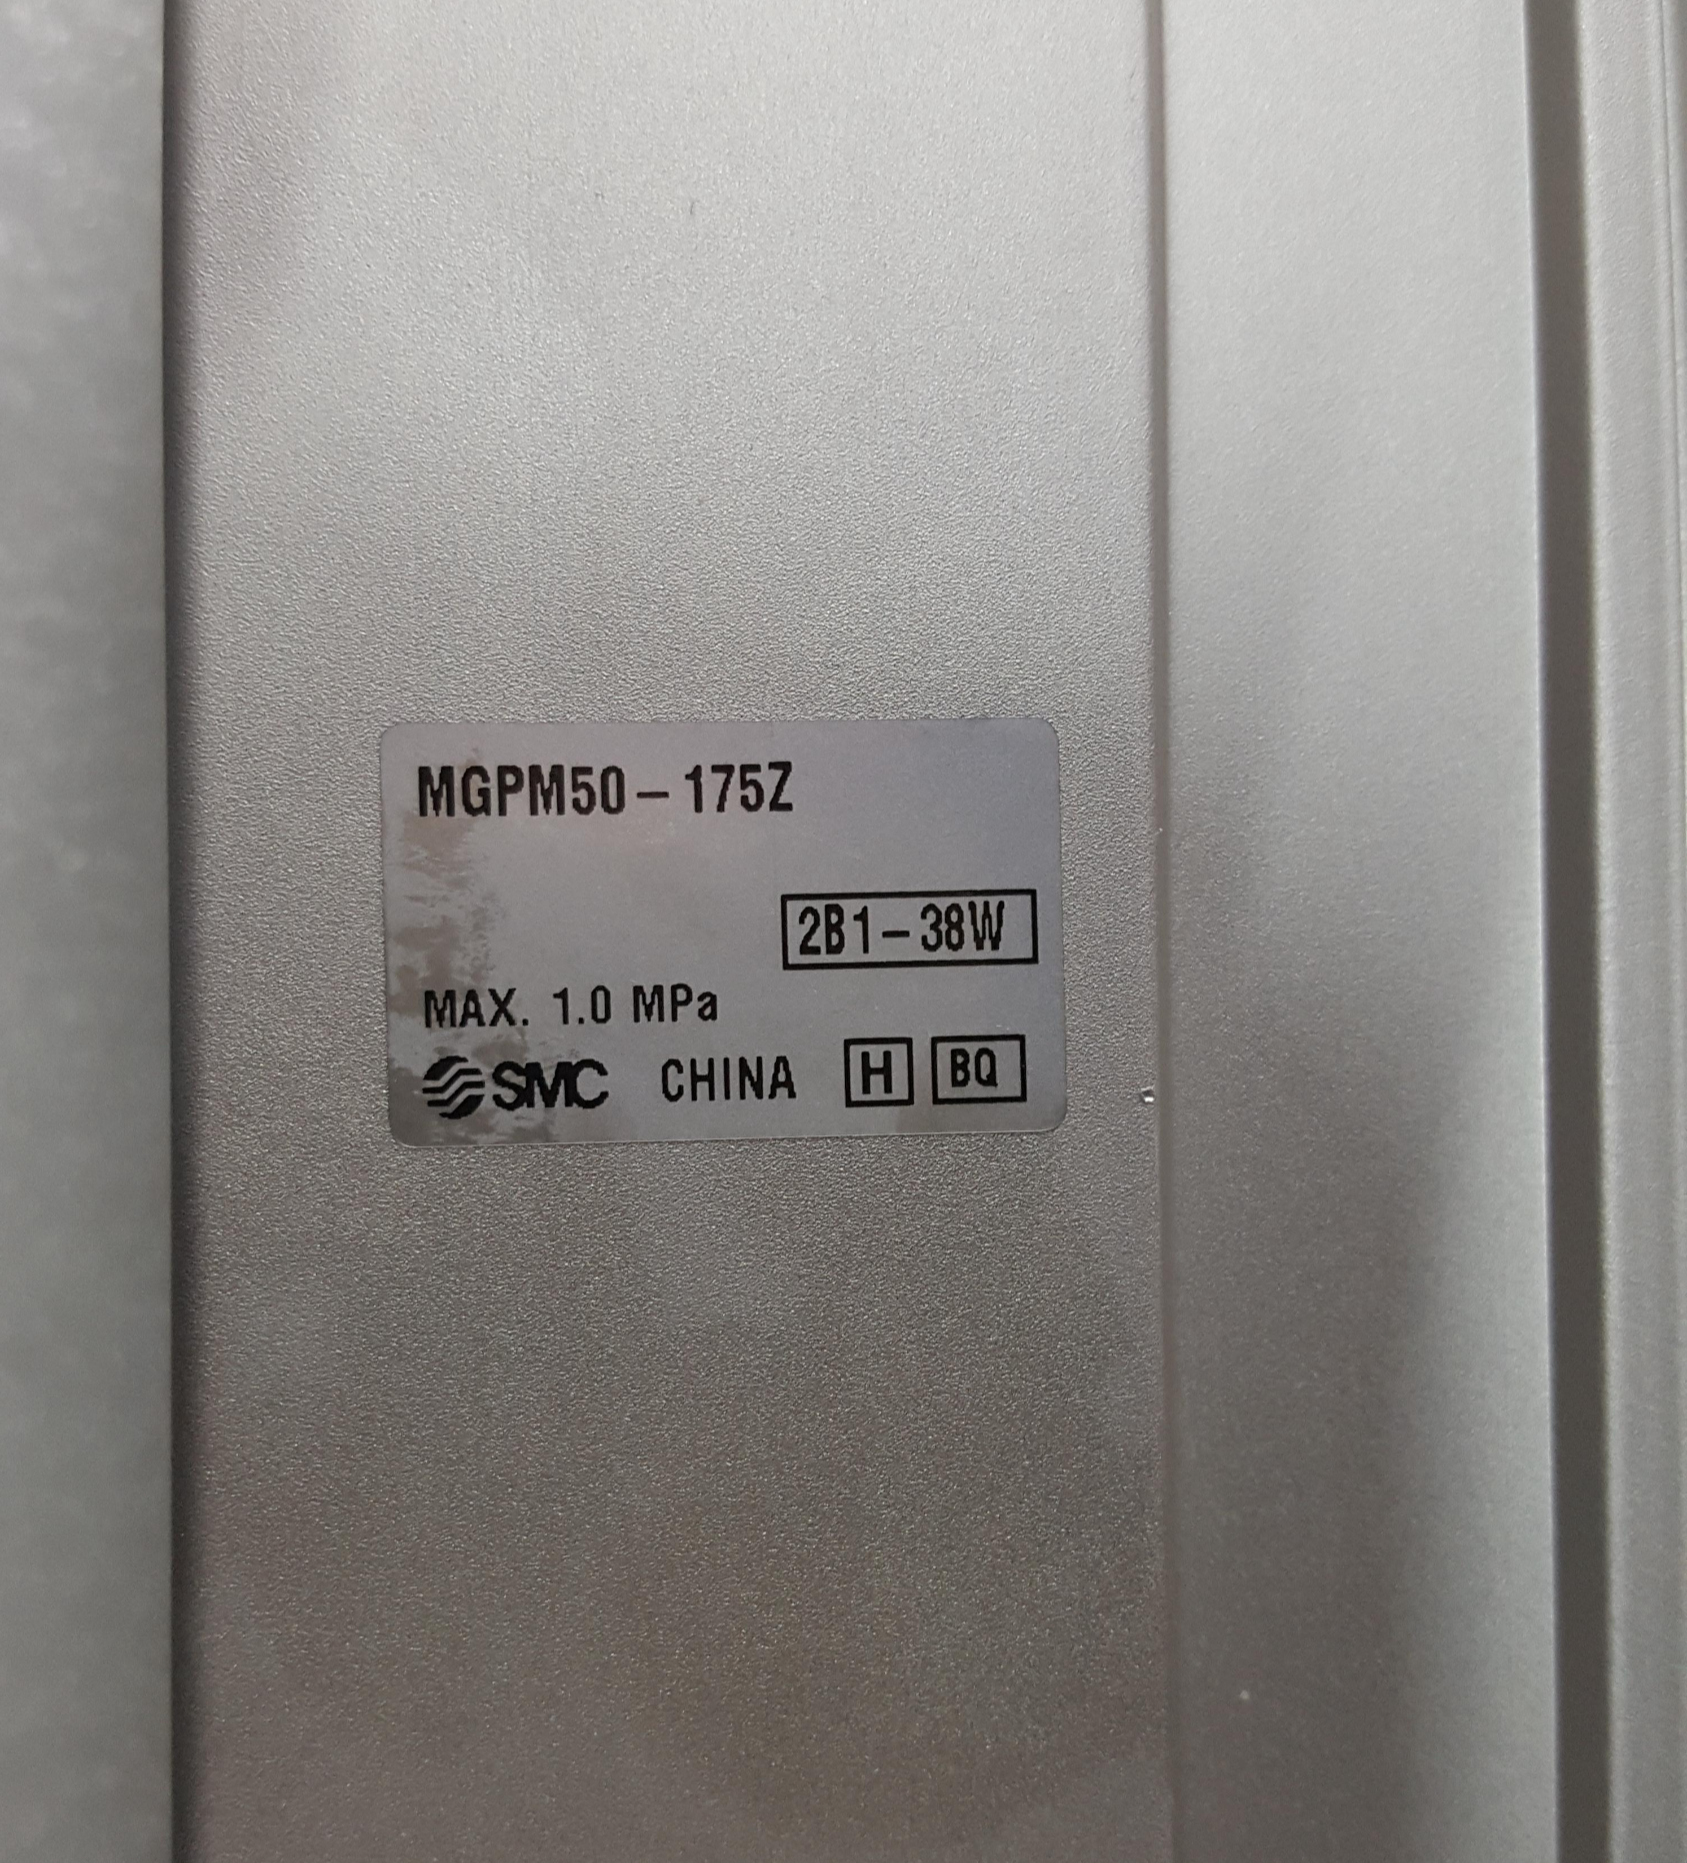 MGPM50-175Z
2B1-38W
MAX. 1.0 MPa
SMC CHINA H BQ